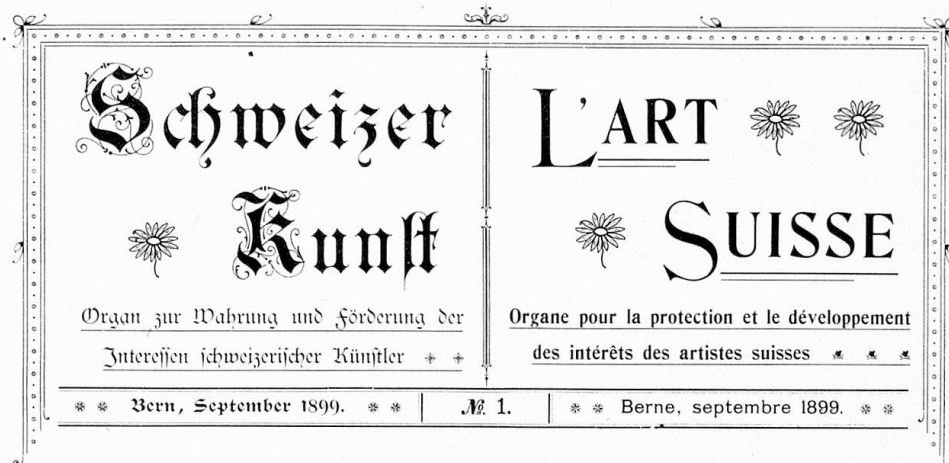 Schweizer
Kunst
Organ zur Wahrung und Förderung der
Interessen schweizerischer Künstler
L'ART
SUISSE
Organe pour la protection et le développement
des intérêts des artistes suisses
Bern, September 1899.
№ 1.
Berne, septembre 1899.